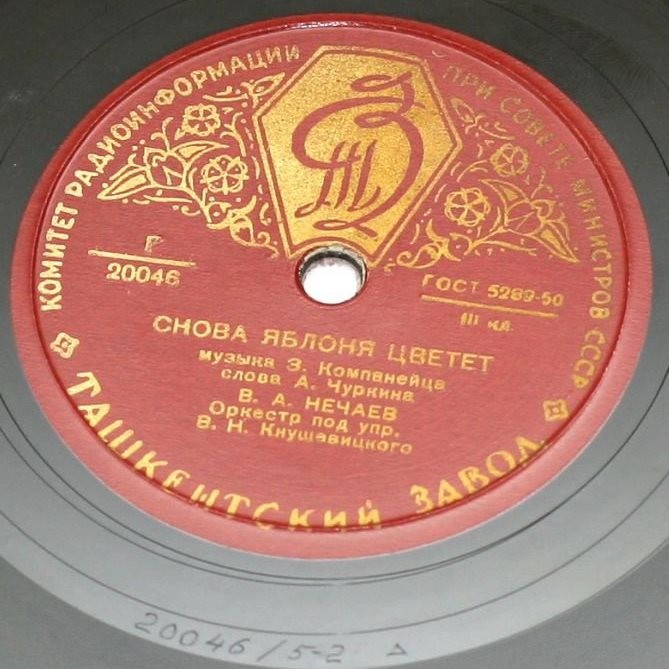 КОМИТЕТ РАДИОИНФОРМАЦИИ ПРИ СОВЕТЕ МИНИСТРОВ СССР
Г
20046
ГОСТ 5289-50
III кл.
СНОВА ЯБЛОНЯ ЦВЕТЕТ
музыка З. Компанейца
слова А. Чуркина
В. А. НЕЧАЕВ
Оркестр под упр.
В. Н. Кнушевицкого
ТАШКЕНТСКИЙ ЗАВОД
20046/5-2